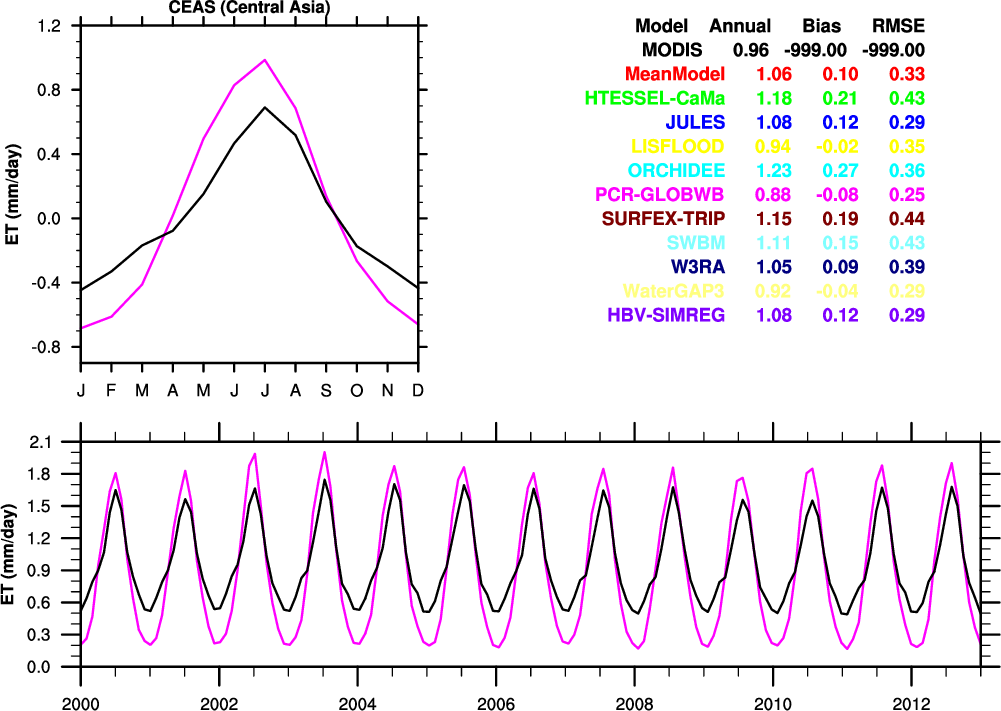 CEAS (Central Asia)
1.2
0.8
0.4
0.0
-0.4
-0.8
ET (mm/day)
J F M A M J J A S O N D
Model Annual Bias RMSE
MODIS 0.96 -999.00 -999.00
MeanModel 1.06 0.10 0.33
HTESSEL-CaMa 1.18 0.21 0.43
JULES 1.08 0.12 0.29
LISFLOOD 0.94 -0.02 0.35
ORCHIDEE 1.23 0.27 0.36
PCR-GLOBWB 0.88 -0.08 0.25
SURFEX-TRIP 1.15 0.19 0.44
SWBM 1.11 0.15 0.43
W3RA 1.05 0.09 0.39
WaterGAP3 0.92 -0.04 0.29
HBV-SIMREG 1.08 0.12 0.29
2.1
1.8
1.5
1.2
0.9
0.6
0.3
0.0
ET (mm/day)
2000 2002 2004 2006 2008 2010 2012